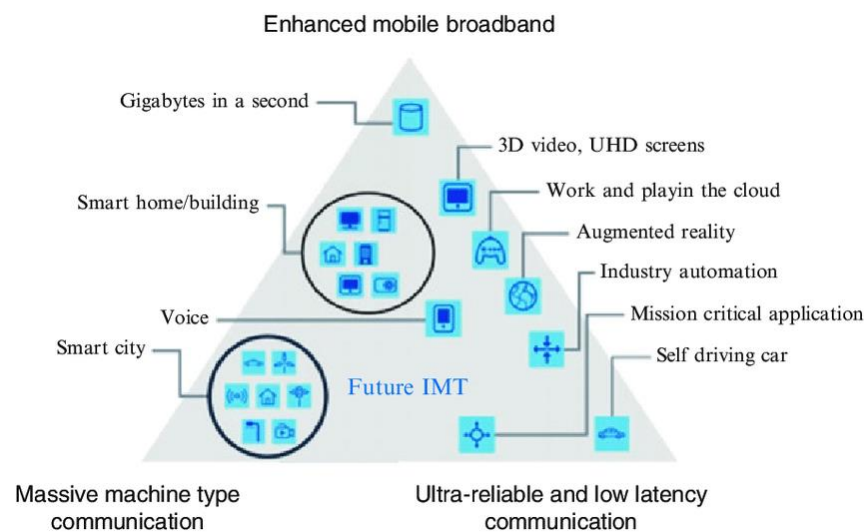 Enhanced mobile broadband
Gigabytes in a second
3D video, UHD screens
Work and playin the cloud
Smart home/building
Augmented reality
Industry automation
Voice
Mission critical application
Smart city
Self driving car
Future IMT
Massive machine type
communication
Ultra-reliable and low latency
communication